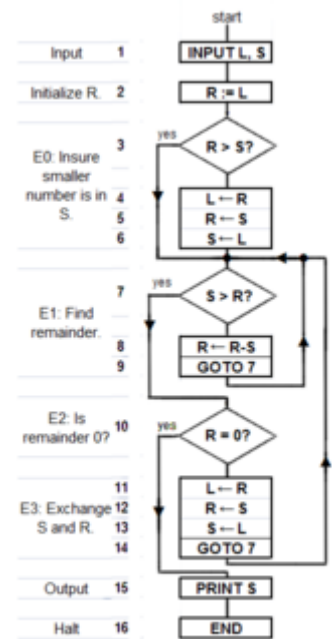 start
Input 1 INPUT L, S
Initialize R. 2 R := L
3 yes R > S?
E0: Insure
smaller
number is in
S.
4 L ← R
5 R ← S
6 S ← L
7 yes S > R?
E1: Find
remainder.
8 R ← R-S
9 GOTO 7
E2: Is
remainder 0?
10 yes R = 0?
11 L ← R
E3: Exchange 12 R ← S
S and R. 13 S ← L
14 GOTO 7
Output 15 PRINT S
Halt 16 END